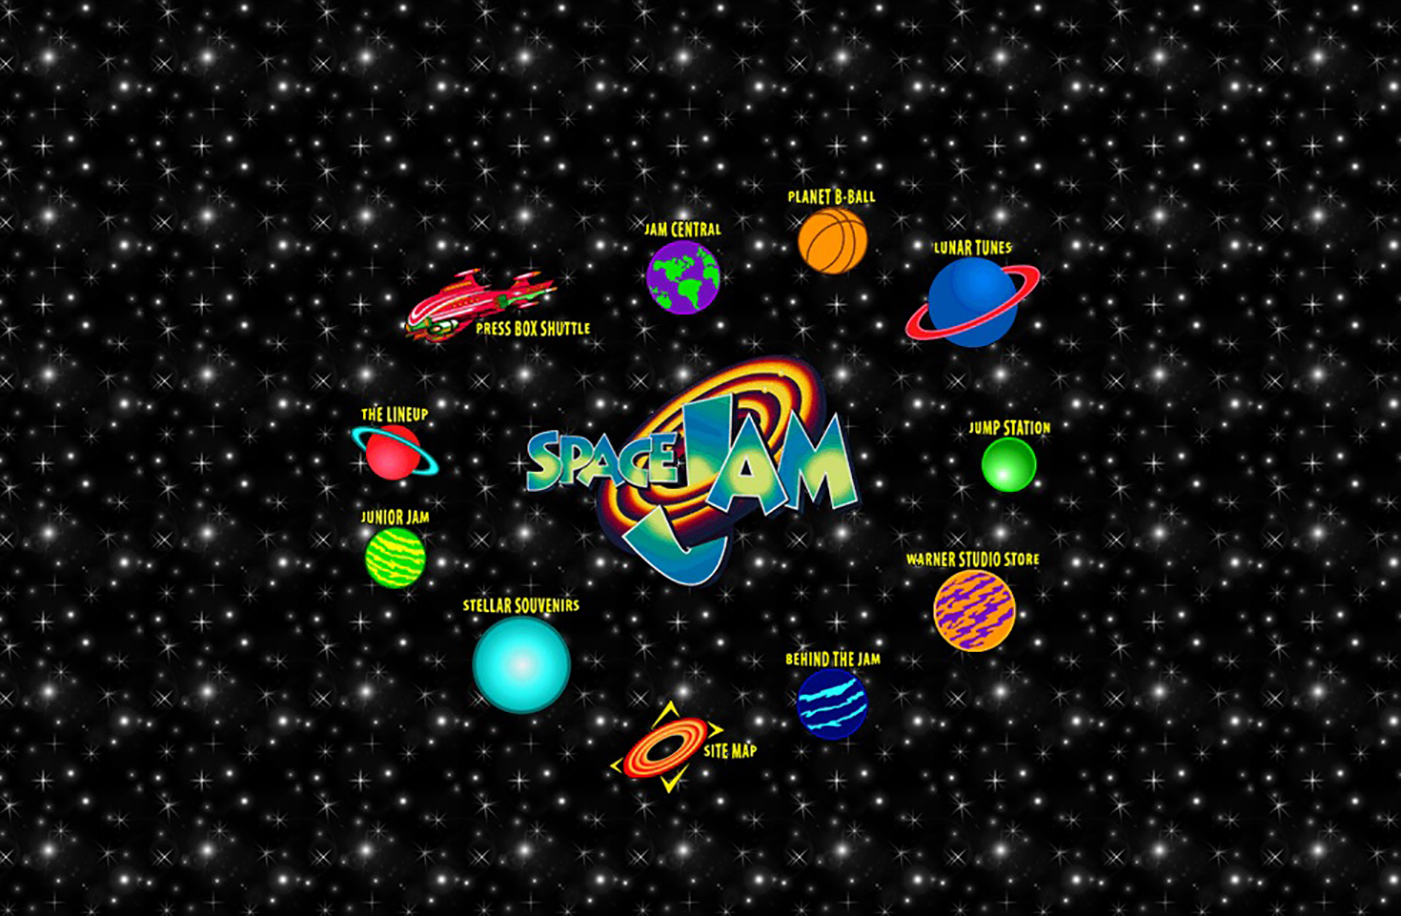 PLANET B-BALL
JAM CENTRAL
LUNAR TUNES
PRESS BOX SHUTTLE
THE LINEUP
JUMP STATION
SPACE JAM
JUNIOR JAM
WARNER STUDIO STORE
STELLAR SOUVENIRS
BEHIND THE JAM
SITE MAP